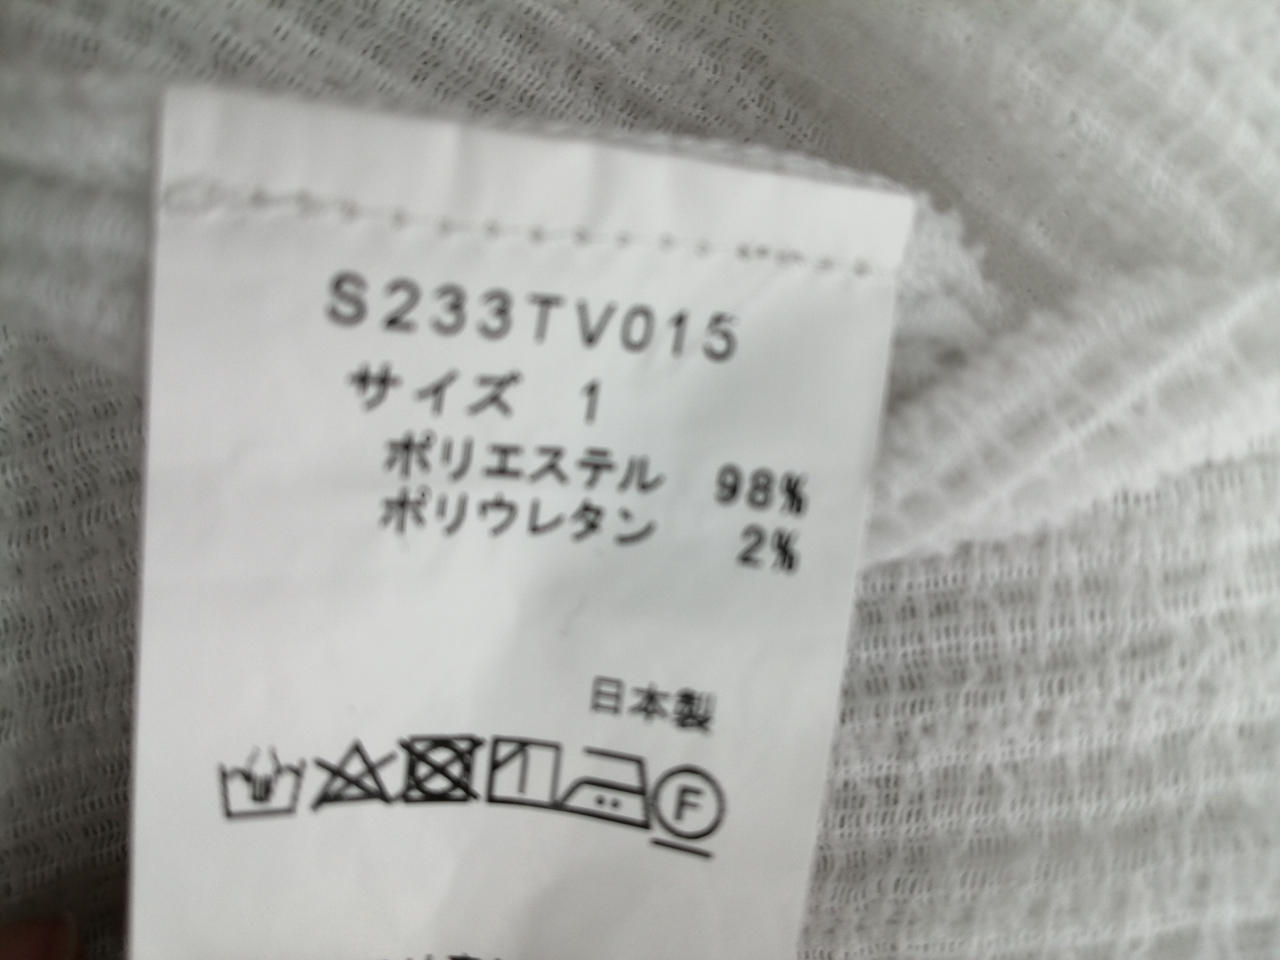 S233TV015
サイズ 1
ポリエステル 98%
ポリウレタン 2%
日本製
F